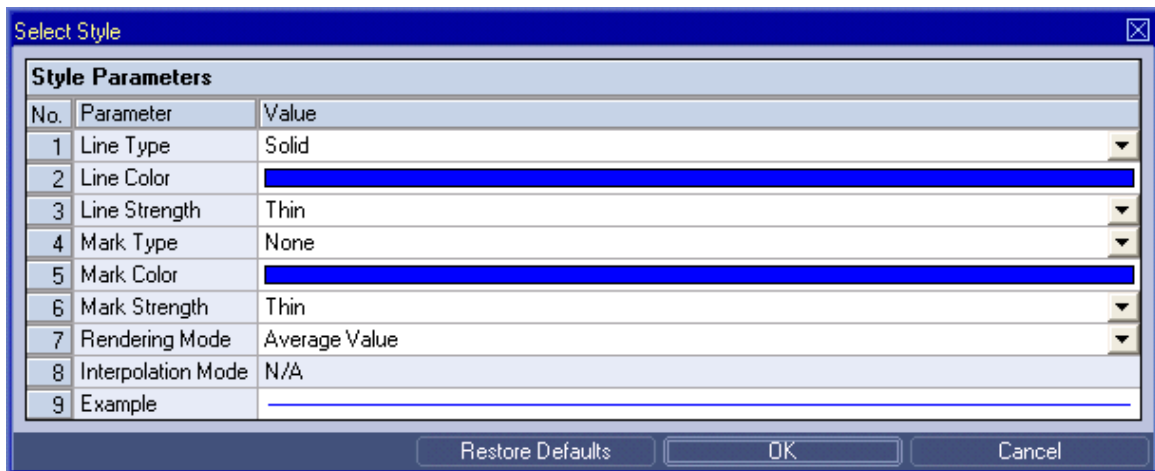 Select Style
Style Parameters
No. Parameter Value
1 Line Type Solid
2 Line Color
3 Line Strength Thin
4 Mark Type None
5 Mark Color
6 Mark Strength Thin
7 Rendering Mode Average Value
8 Interpolation Mode N/A
9 Example
Restore Defaults OK Cancel